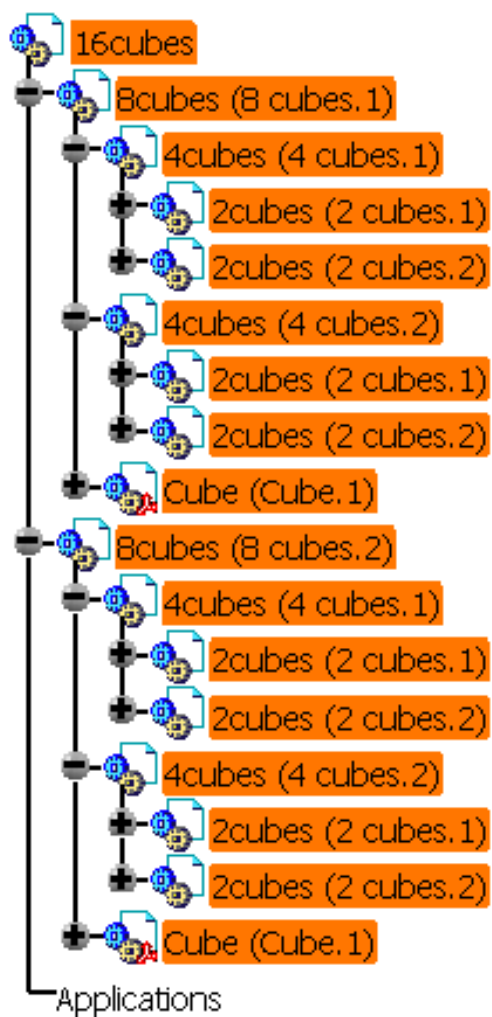 16cubes
8cubes (8 cubes.1)
4cubes (4 cubes.1)
2cubes (2 cubes.1)
2cubes (2 cubes.2)
4cubes (4 cubes.2)
2cubes (2 cubes.1)
2cubes (2 cubes.2)
Cube (Cube.1)
8cubes (8 cubes.2)
4cubes (4 cubes.1)
2cubes (2 cubes.1)
2cubes (2 cubes.2)
4cubes (4 cubes.2)
2cubes (2 cubes.1)
2cubes (2 cubes.2)
Cube (Cube.1)
Applications